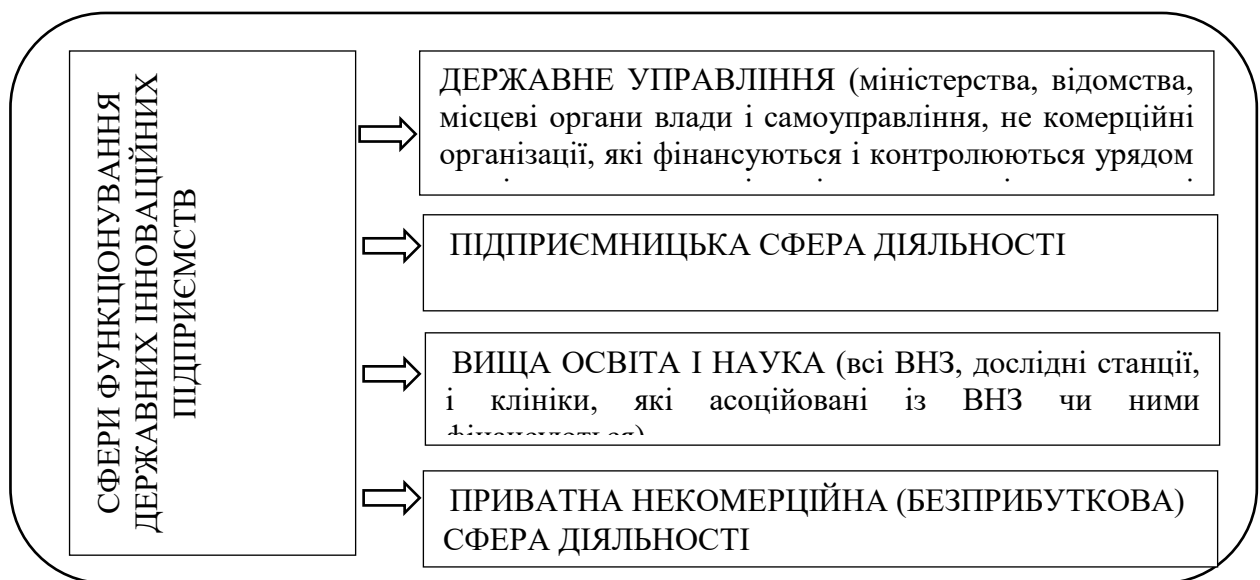 СФЕРИ ФУНКЦІОНУВАННЯ
ДЕРЖАВНИХ ІННОВАЦІЙНИХ
ПІДПРИЄМСТВ
ДЕРЖАВНЕ УПРАВЛІННЯ (міністерства, відомства,
місцеві органи влади і самоуправління, не комерційні
організації, які фінансуються і контролюються урядом
ПІДПРИЄМНИЦЬКА СФЕРА ДІЯЛЬНОСТІ
ВИЩА ОСВІТА І НАУКА (всі ВНЗ, дослідні станції,
і клініки, які асоційовані із ВНЗ чи ними
фінансуються)
ПРИВАТНА НЕКОМЕРЦІЙНА (БЕЗПРИБУТКОВА)
СФЕРА ДІЯЛЬНОСТІ